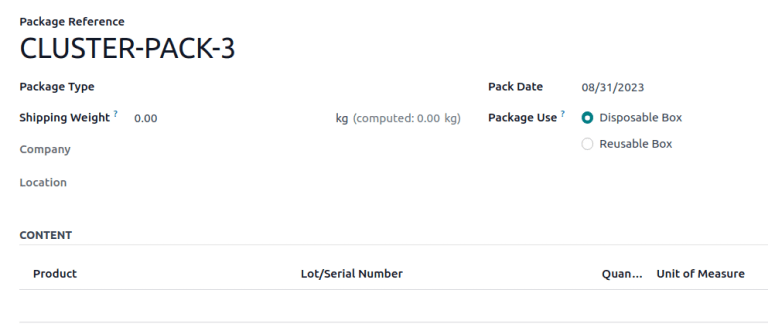 Package Reference
CLUSTER-PACK-3
Package Type
Pack Date 08/31/2023
Shipping Weight ? 0.00 kg (computed: 0.00 kg)
Package Use ? Disposable Box
Reusable Box
Company
Location
CONTENT
Product Lot/Serial Number Quan... Unit of Measure